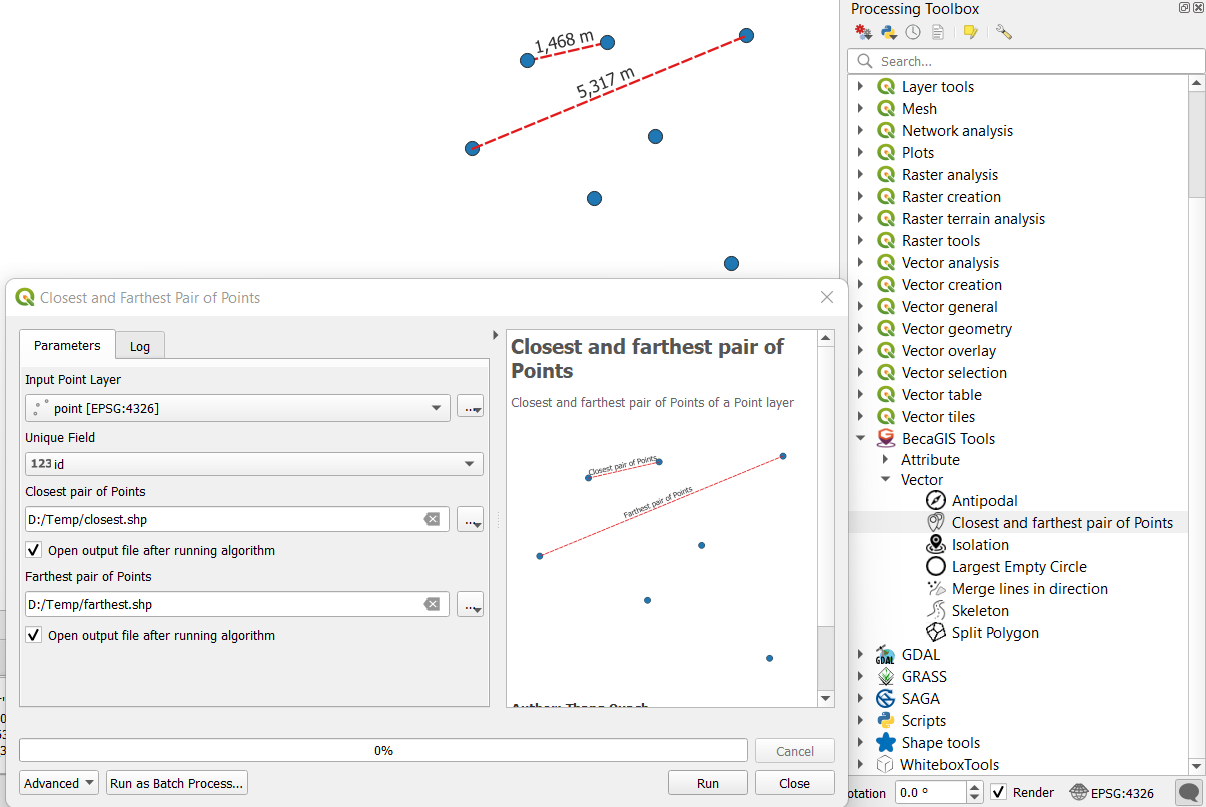 1,468 m
5,317 m
Processing Toolbox
Search...
Layer tools
Mesh
Network analysis
Plots
Raster analysis
Raster creation
Raster terrain analysis
Raster tools
Vector analysis
Vector creation
Vector general
Vector geometry
Vector overlay
Vector selection
Vector table
Vector tiles
BecaGIS Tools
Attribute
Vector
Antipodal
Closest and farthest pair of Points
Isolation
Largest Empty Circle
Merge lines in direction
Skeleton
Split Polygon
GDAL
GDAL
GRASS
SAGA
Scripts
Shape tools
WhiteboxTools
Closest and Farthest Pair of Points
Parameters
Log
Input Point Layer
point [EPSG:4326]
...
Unique Field
123 id
Closest pair of Points
D:/Temp/closest.shp
...
Open output file after running algorithm
Farthest pair of Points
D:/Temp/farthest.shp
...
Open output file after running algorithm
Closest and farthest pair of
Points
Closest and farthest pair of Points of a Point layer
Closest pair of Points
Farthest pair of Points
0%
Cancel
Advanced
Run as Batch Process...
Run
Close
otation
0.0 °
Render
EPSG:4326